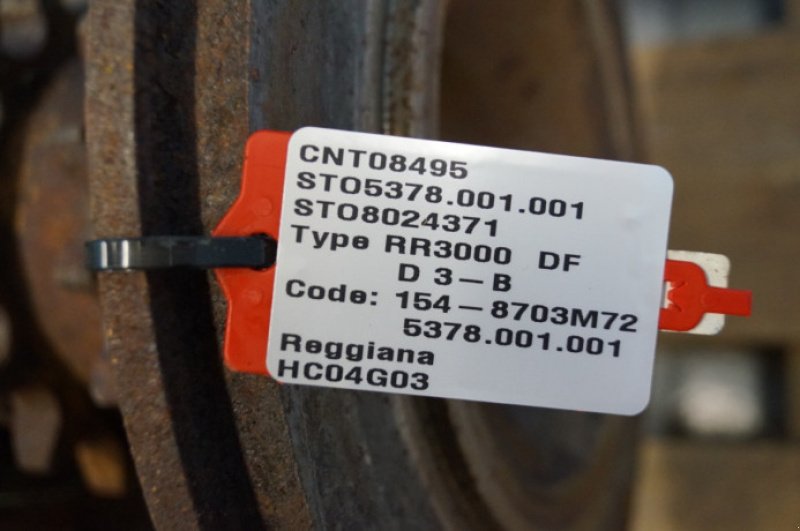 CNT08495
STO5378.001.001
STO8024371
Type RR3000 DF
D 3-B
Code: 154-8703M72
5378.001.001
Reggiana
HC04G03